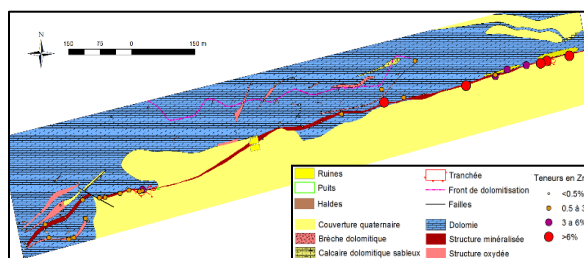 N
150 75 0 150 m
Ruines
Puits
Haldes
Couverture quaternaire
Brèche dolomitique
Calcaire dolomitique sableux
Tranchée
Front de dolomitisation
Failles
Dolomie
Structure minéralisée
Structure oxydée
Teneurs en Zn
<0.5%
0.5 à 3
3 à 6%
>6%